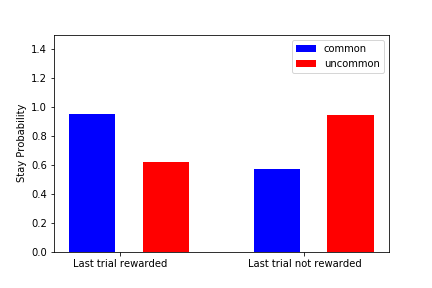 1.4
1.2
1.0
0.8
0.6
0.4
0.2
0.0
Stay Probability
common
uncommon
Last trial rewarded
Last trial not rewarded